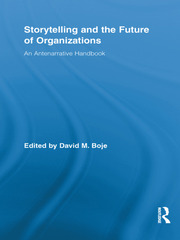 Storytelling and the Future
of Organizations
An Antenarrative Handbook
Edited by David M. Boje
R